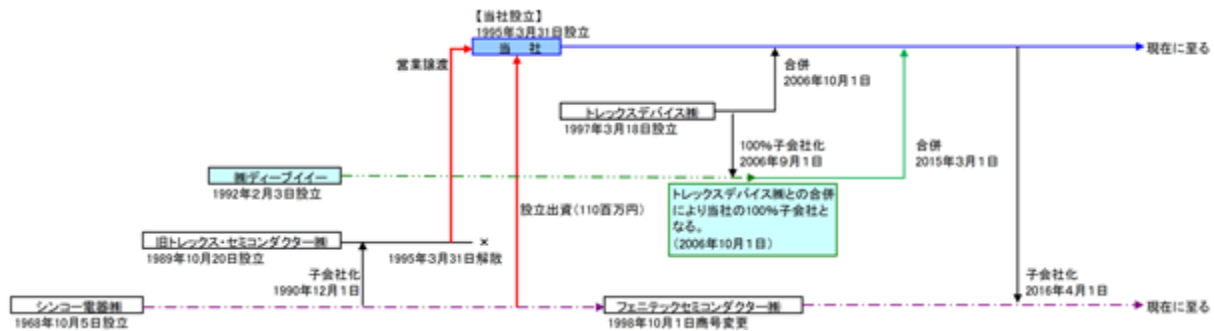 【当社設立】
1995年3月31日設立
当 社
現在に至る
営業譲渡
合併
2006年10月1日
トレックスデバイス㈱
1997年3月18日設立
100%子会社化
2006年9月1日
合併
2015年3月1日
㈱ディーブイイー
1992年2月3日設立
トレックスデバイス㈱との合併
により当社の100%子会社と
なる。
(2006年10月1日)
設立出資(110百万円)
旧トレックス・セミコンダクター㈱
1989年10月20日設立
×
1995年3月31日解散
子会社化
1990年12月1日
子会社化
2016年4月1日
シンコー電器㈱
1968年10月5日設立
フェニテックセミコンダクター㈱
1998年10月1日商号変更
現在に至る